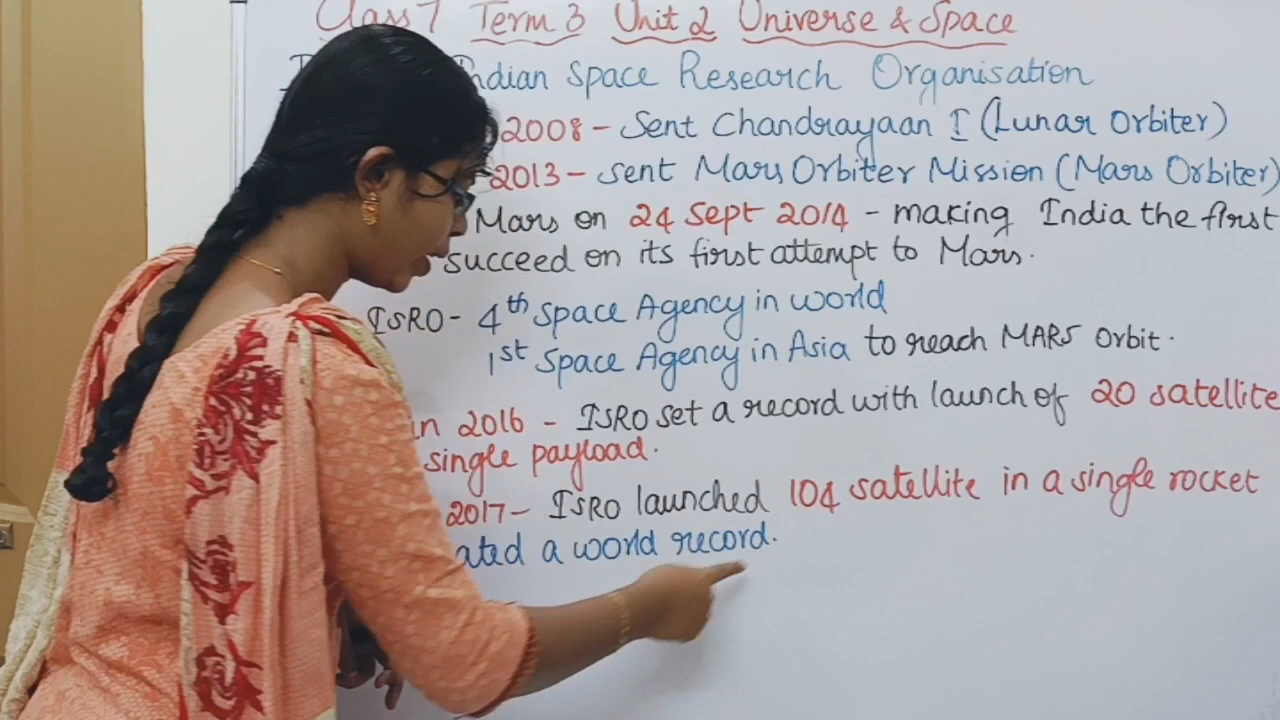 Class 7 Term 3 Unit 2 Universe & Space
Indian Space Research Organisation
2008 - Sent Chandrayaan I (Lunar Orbiter)
2013 - sent Mars Orbiter Mission (Mars Orbiter)
Mars on 24 Sept 2014 - making India the first
succeed on its first attempt to Mars.
ISRO - 4th Space Agency in world
1st Space Agency in Asia to reach MARS Orbit.
in 2016 - ISRO set a record with launch of 20 satellite
single payload.
2017 - ISRO launched 104 satellite in a single rocket
a world record.